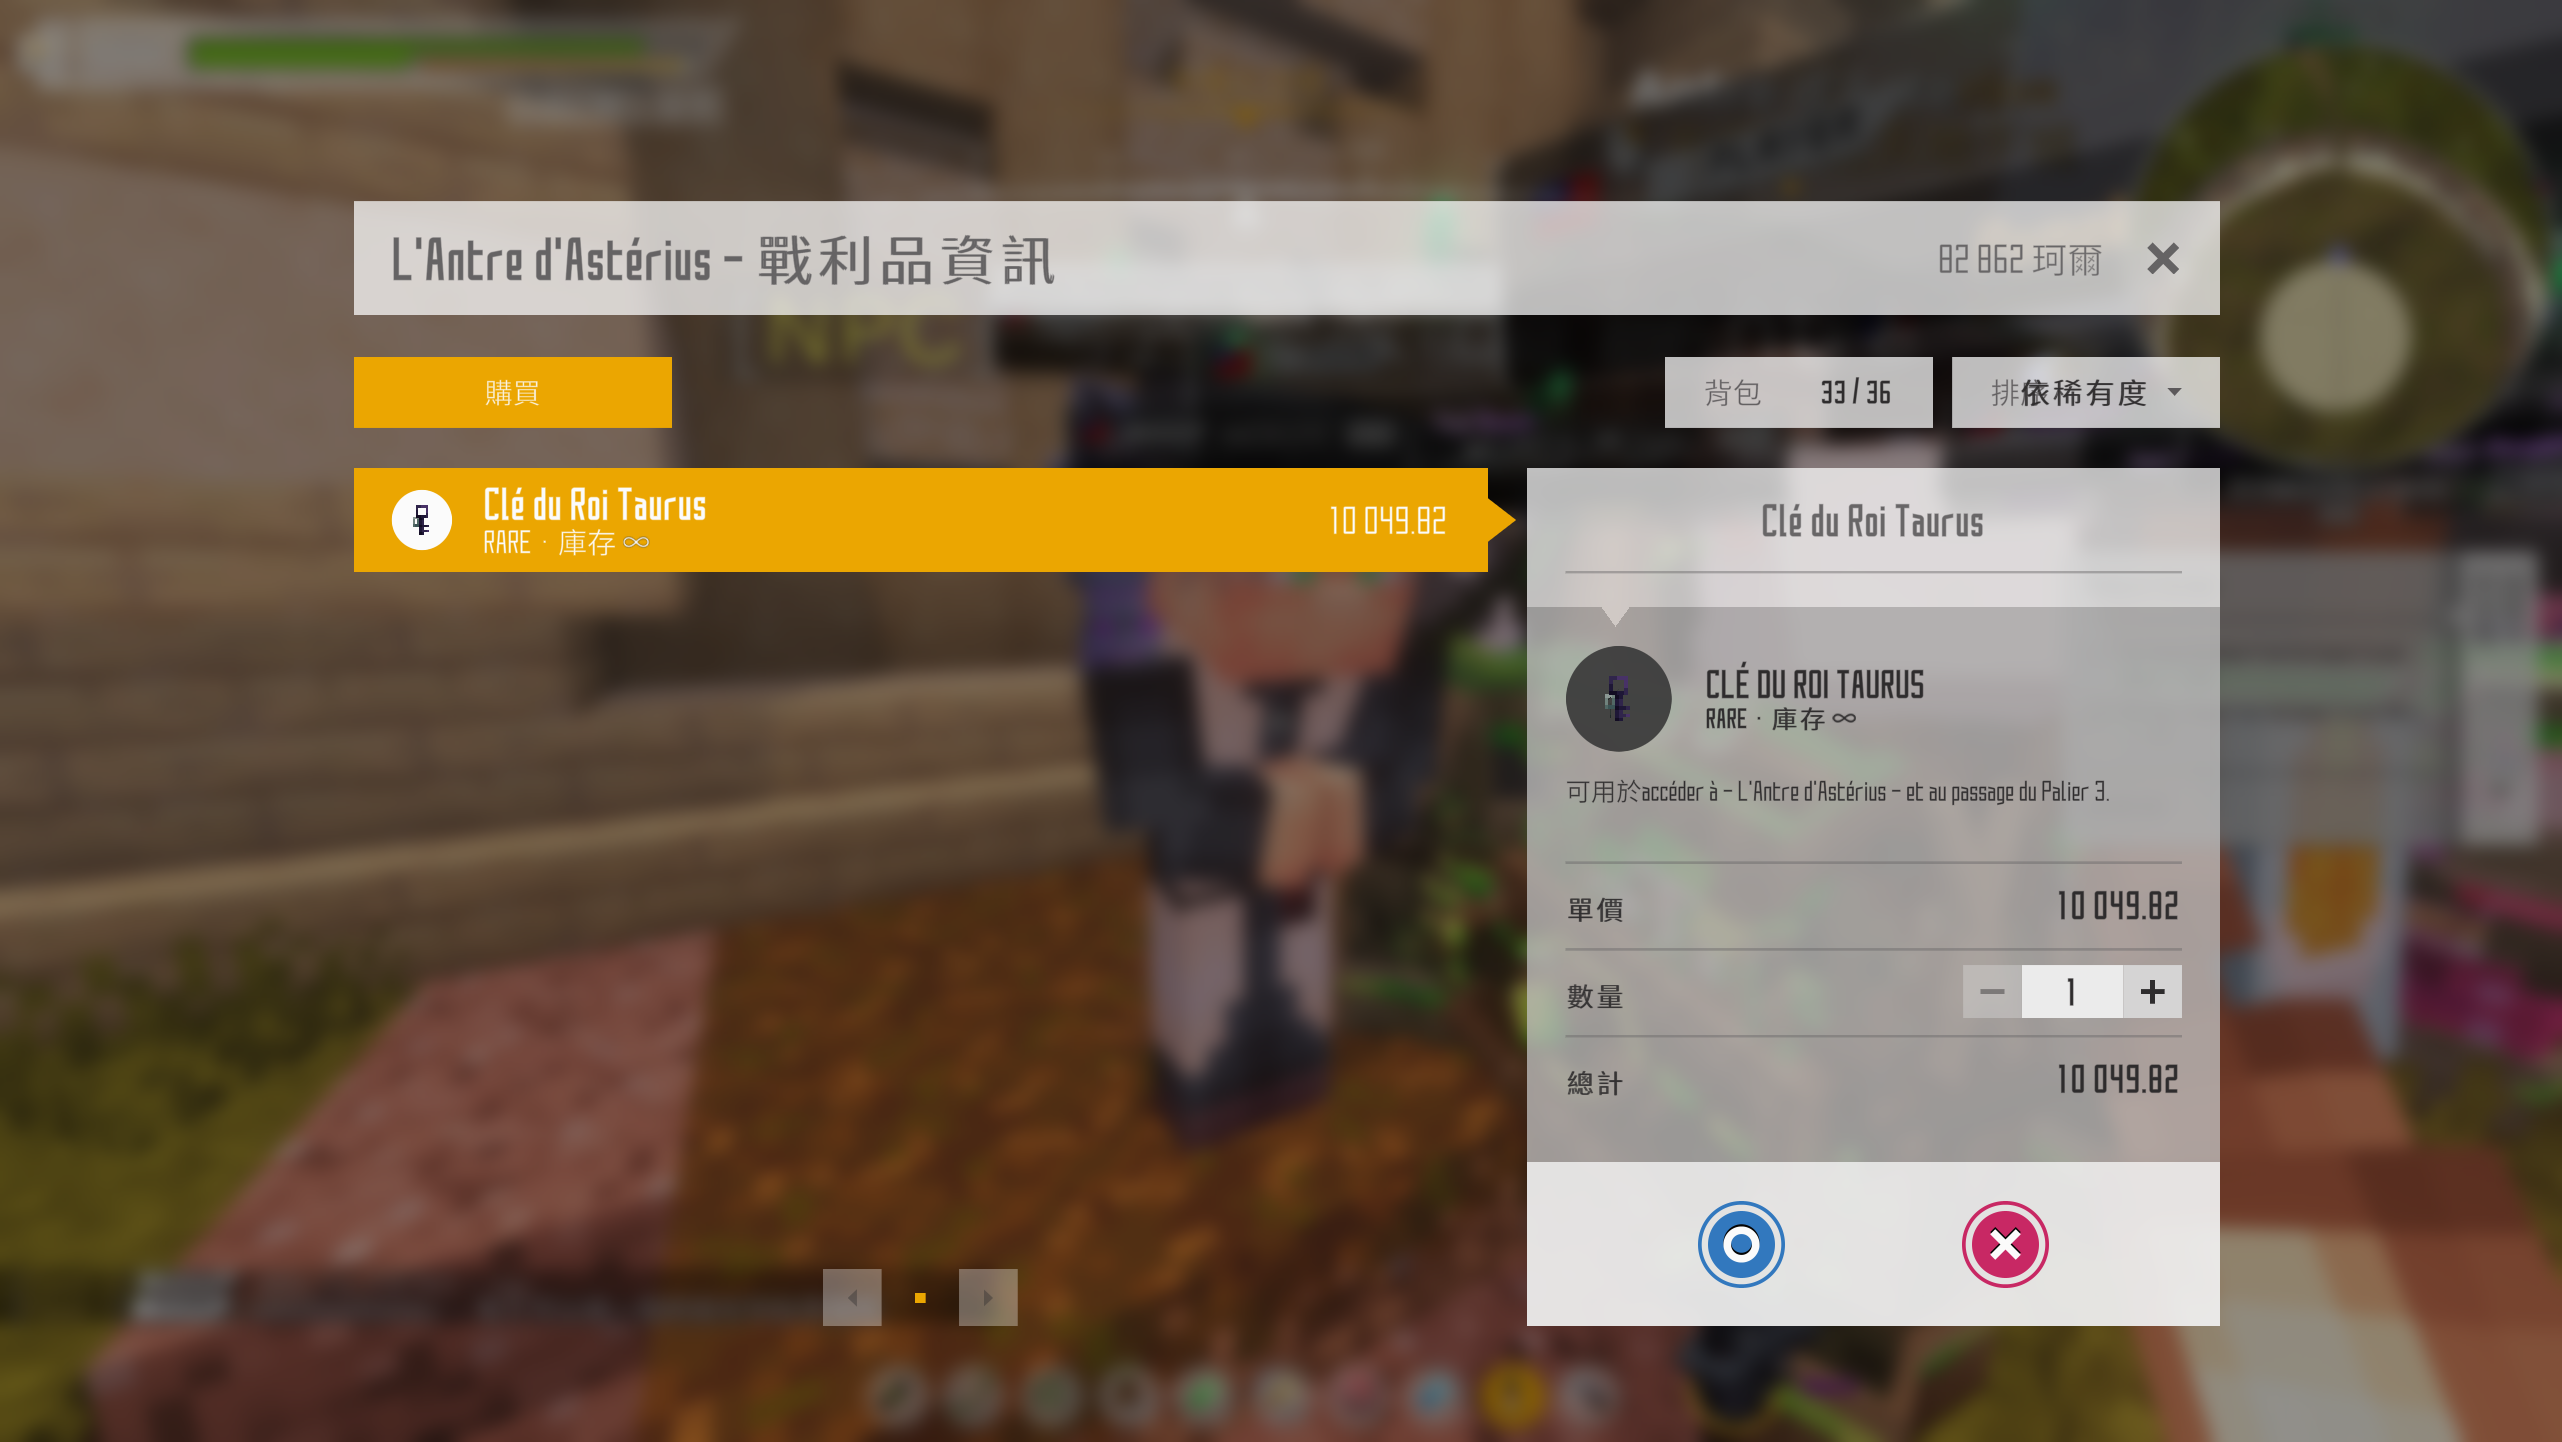 L'Antre d'Astérius - 戰利品資訊
82 862 珂爾
NPC
購買
背包 33 / 36
排 依稀有度
Clé du Roi Taurus
RARE · 庫存 ∞
10 049.82
Clé du Roi Taurus
CLÉ DU ROI TAURUS
RARE · 庫存 ∞
可用於accéder à - L'Antre d'Astérius - et au passage du Palier 3.
單價 10 049.82
數量 1
總計 10 049.82